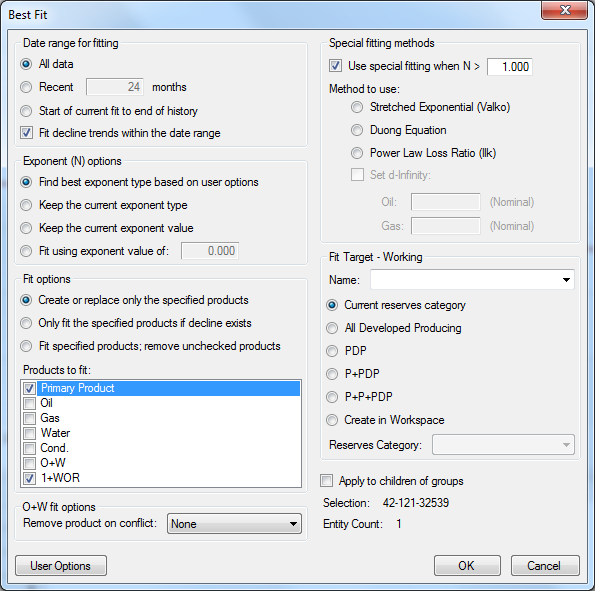 Best Fit
Date range for fitting
All data
Recent 24 months
Start of current fit to end of history
Fit decline trends within the date range
Exponent (N) options
Find best exponent type based on user options
Keep the current exponent type
Keep the current exponent value
Fit using exponent value of: 0.000
Fit options
Create or replace only the specified products
Only fit the specified products if decline exists
Fit specified products; remove unchecked products
Products to fit:
Primary Product
Oil
Gas
Water
Cond.
O+W
1+WOR
O+W fit options
Remove product on conflict: None
User Options
Special fitting methods
Use special fitting when N > 1.000
Method to use:
Stretched Exponential (Valko)
Duong Equation
Power Law Loss Ratio (Ilk)
Set d-Infinity:
Oil: (Nominal)
Gas: (Nominal)
Fit Target - Working
Name:
Current reserves category
All Developed Producing
PDP
P+PDP
P+P+PDP
Create in Workspace
Reserves Category:
Apply to children of groups
Selection: 42-121-32539
Entity Count: 1
OK Cancel